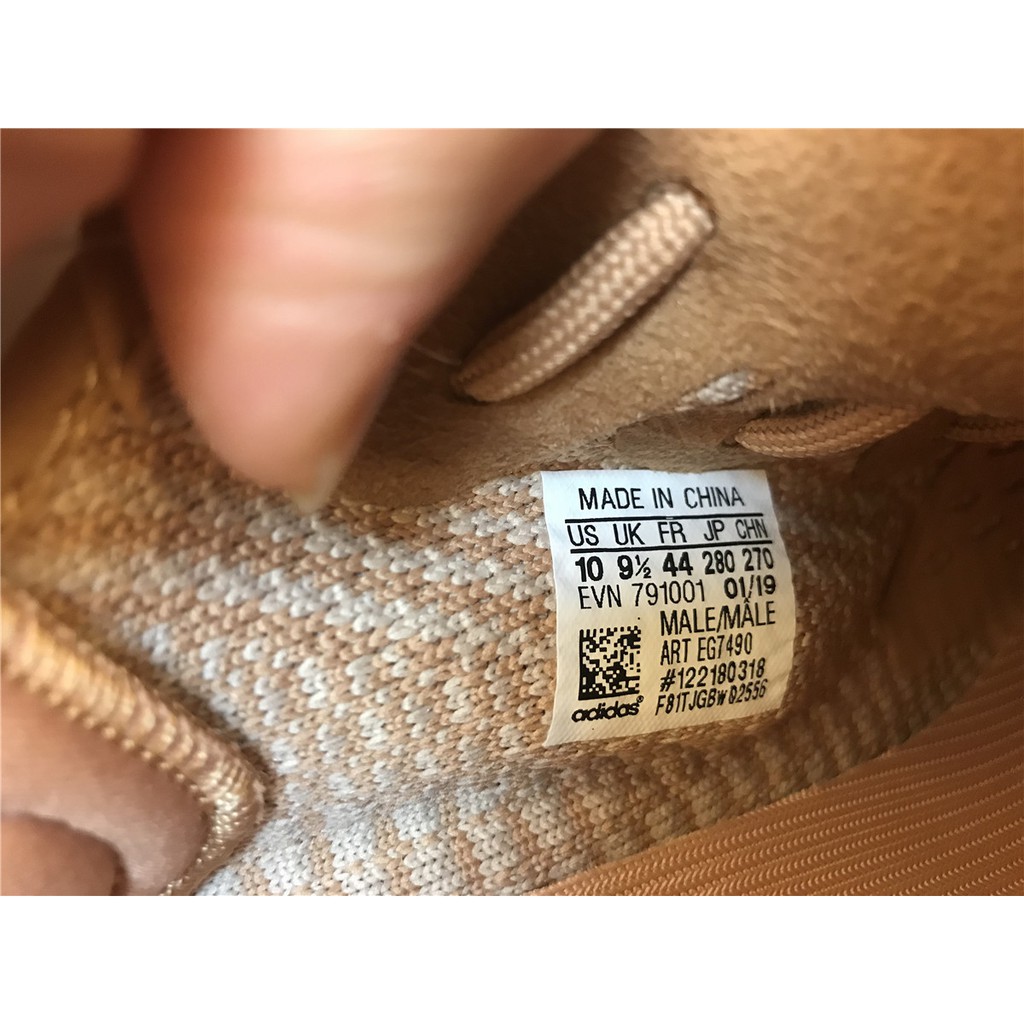 MADE IN CHINA
US UK FR JP CHN
10 9½ 44 280 270
EVN 791001 01/19
MALE/MÂLE
ART EG7490
#122180318
F81TJGBW02556
adidas®